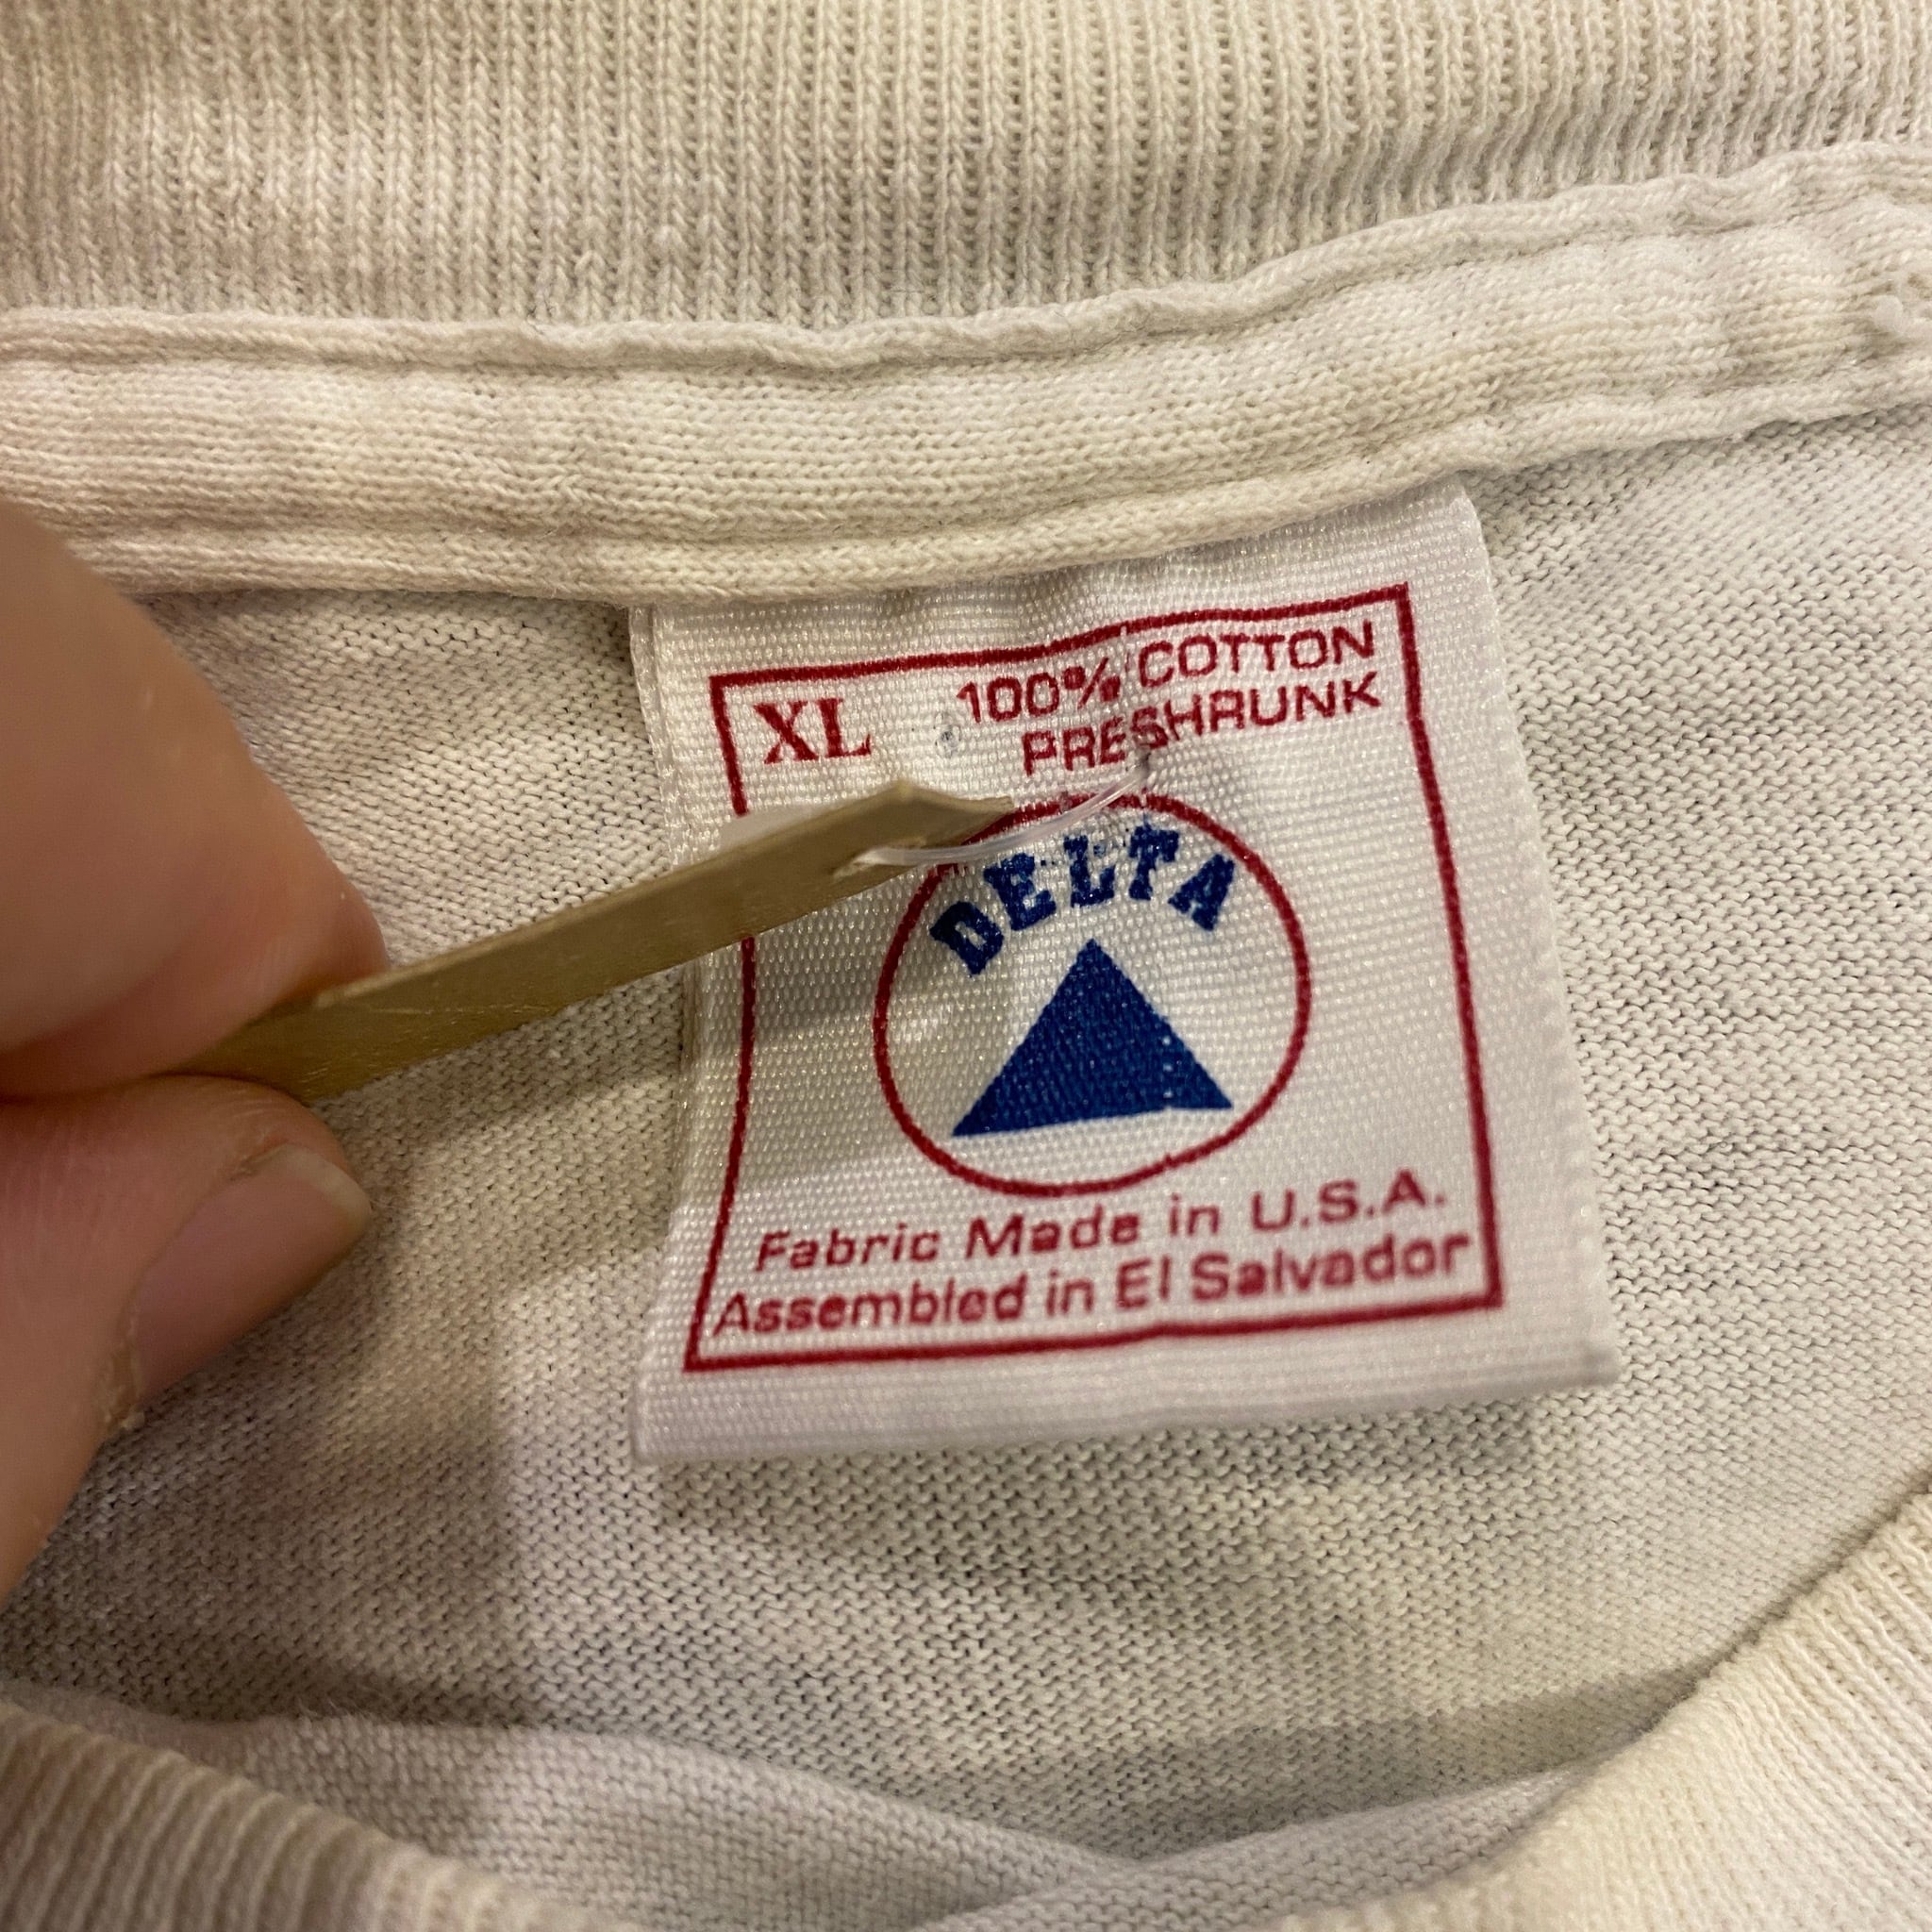 XL 100% COTTON
PRESHRUNK
DELTA
Fabric Made in U.S.A.
Assembled in El Salvador